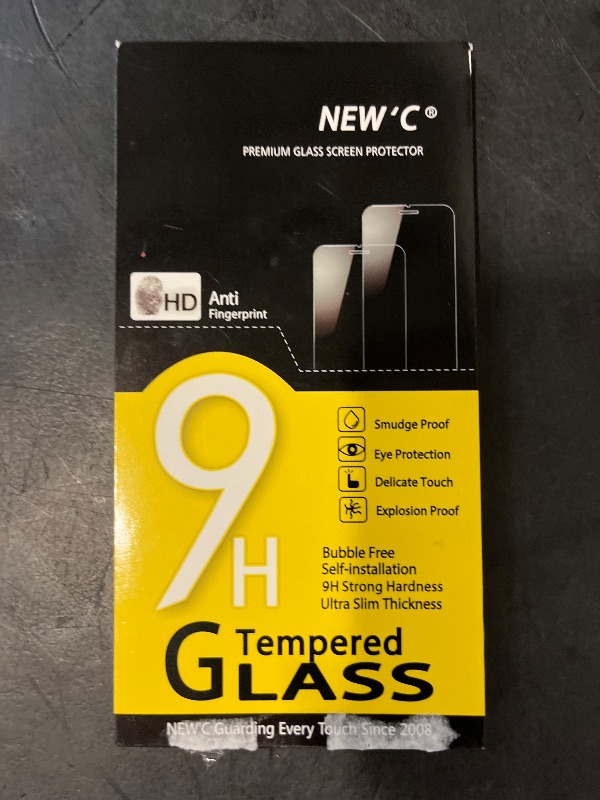 NEW'C®
PREMIUM GLASS SCREEN PROTECTOR
HD
Anti
Fingerprint
9H
Smudge Proof
Eye Protection
Delicate Touch
Explosion Proof
Bubble Free
Self-installation
9H Strong Hardness
Ultra Slim Thickness
Tempered
GLASS
NEW'C Guarding Every Touch Since 2008